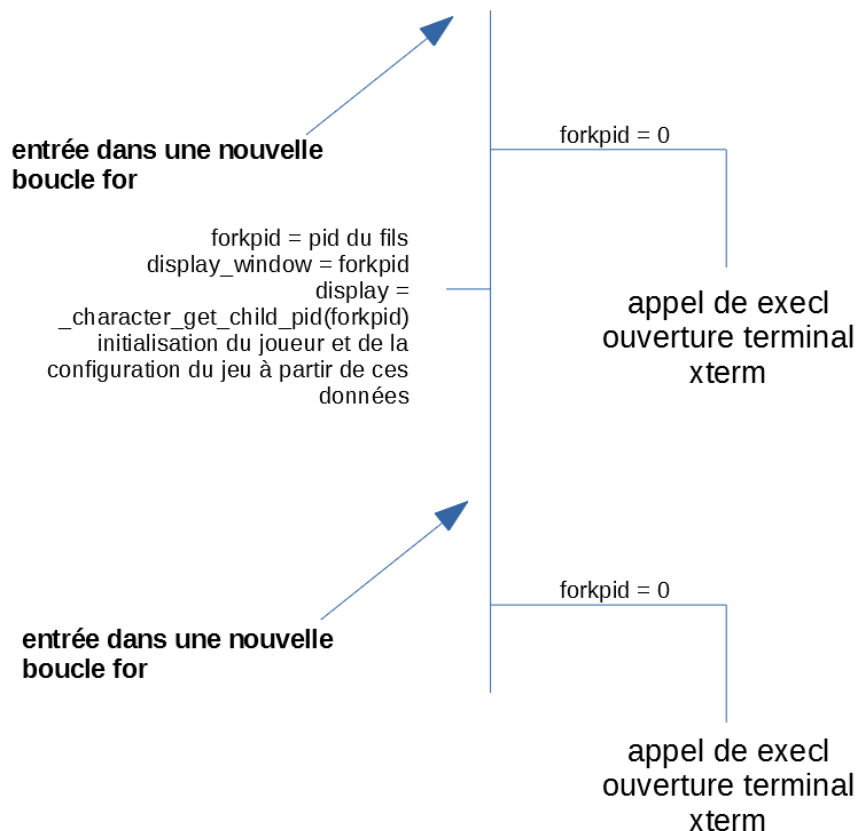 forkpid = 0
entrée dans une nouvelle
boucle for
forkpid = pid du fils
display_window = forkpid
display =
_character_get_child_pid(forkpid)
initialisation du joueur et de la
configuration du jeu à partir de ces
données
appel de execl
ouverture terminal
xterm
forkpid = 0
entrée dans une nouvelle
boucle for
appel de execl
ouverture terminal
xterm